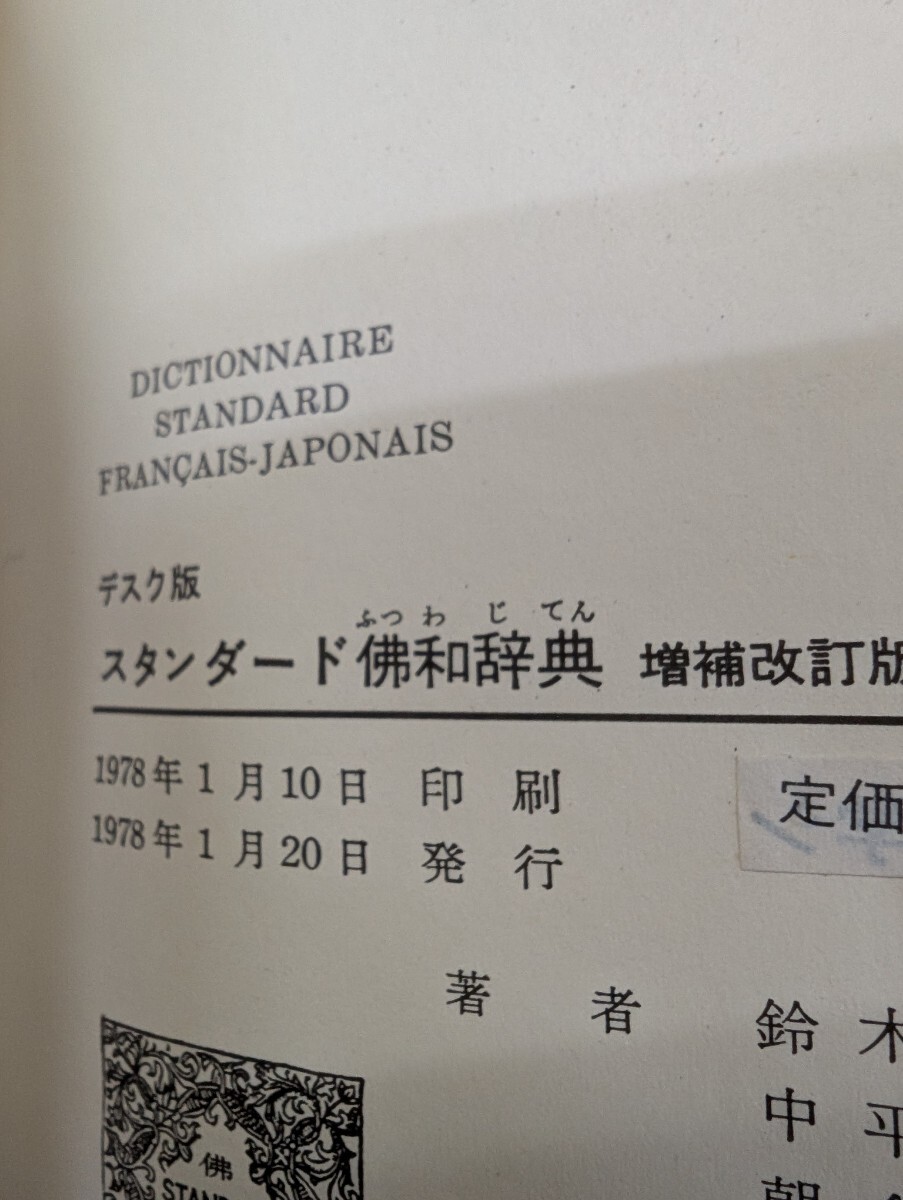 DICTIONNAIRE
STANDARD
FRANÇAIS-JAPONAIS
デスク版
ふつ わ じ てん
スタンダード佛和辞典 増補改訂版
1978年1月10日 印刷
定価
1978年1月20日 発行
著者
鈴木
中平
佛